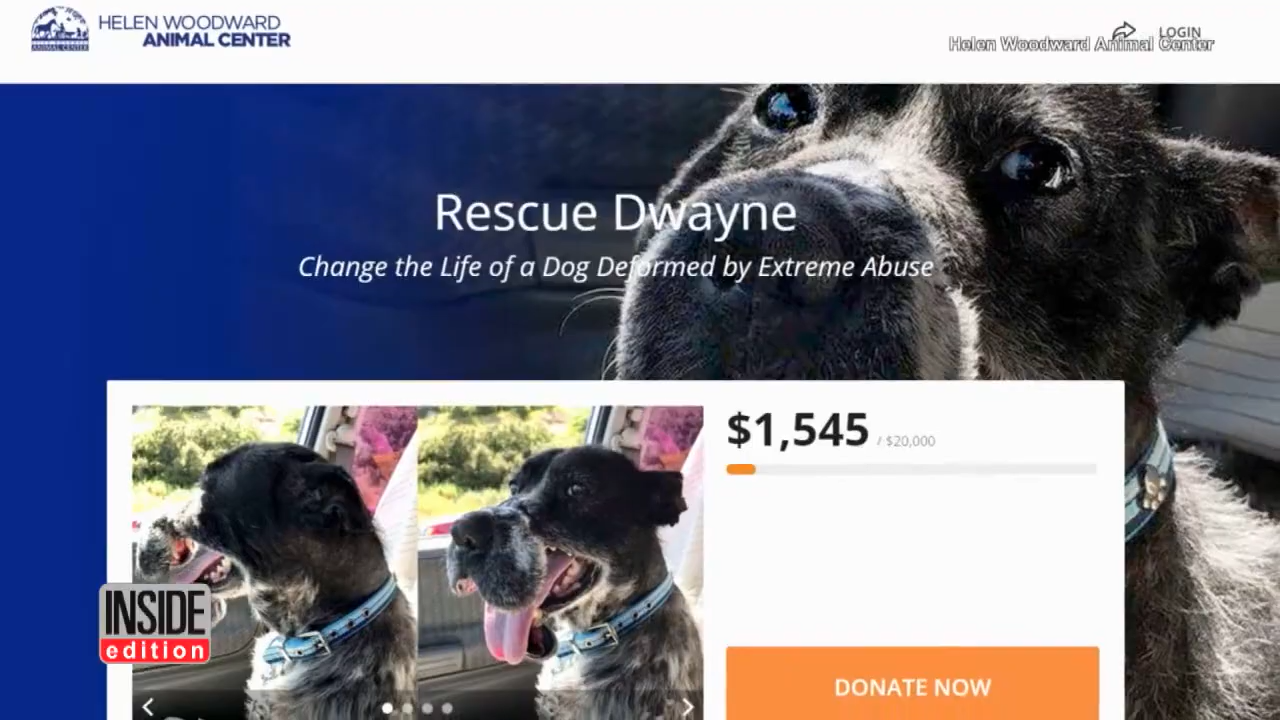 HELEN WOODWARD
ANIMAL CENTER
LOGIN
Helen Woodward Animal Center
Rescue Dwayne
Change the Life of a Dog Deformed by Extreme Abuse
$1,545 / $20,000
INSIDE
edition
DONATE NOW